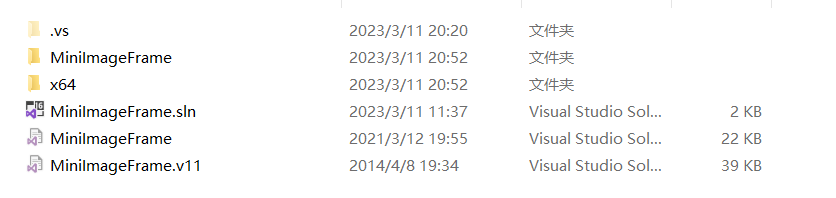 .vs 2023/3/11 20:20 文件夹
MiniImageFrame 2023/3/11 20:52 文件夹
x64 2023/3/11 20:52 文件夹
MiniImageFrame.sln 2023/3/11 11:37 Visual Studio Sol... 2 KB
MiniImageFrame 2021/3/12 19:55 Visual Studio Sol... 22 KB
MiniImageFrame.v11 2014/4/8 19:34 Visual Studio Sol... 39 KB